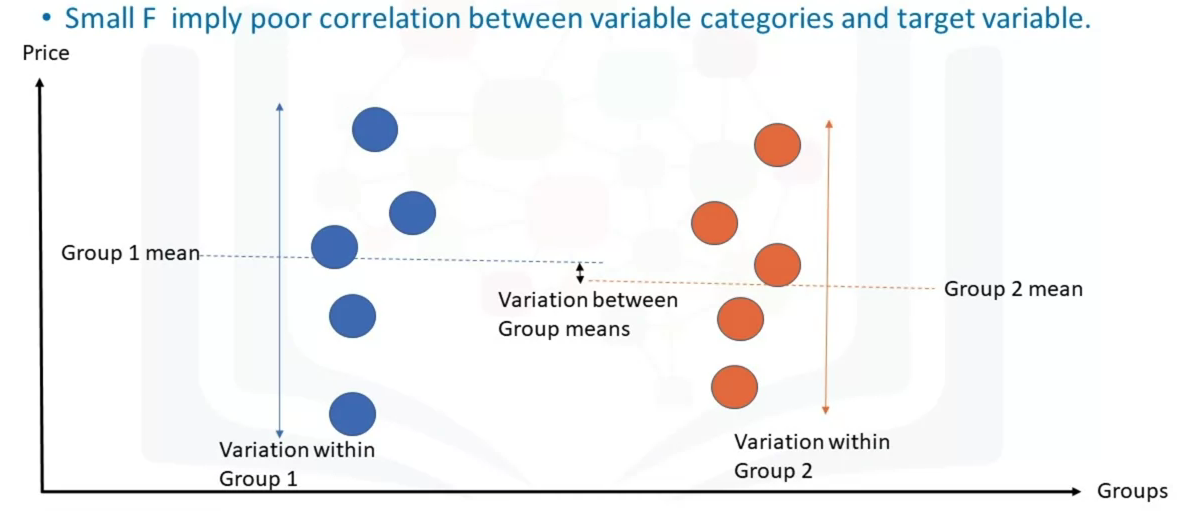 • Small F imply poor correlation between variable categories and target variable.
Price
Group 1 mean
Variation between
Group means
Group 2 mean
Variation within
Group 1
Variation within
Group 2
Groups